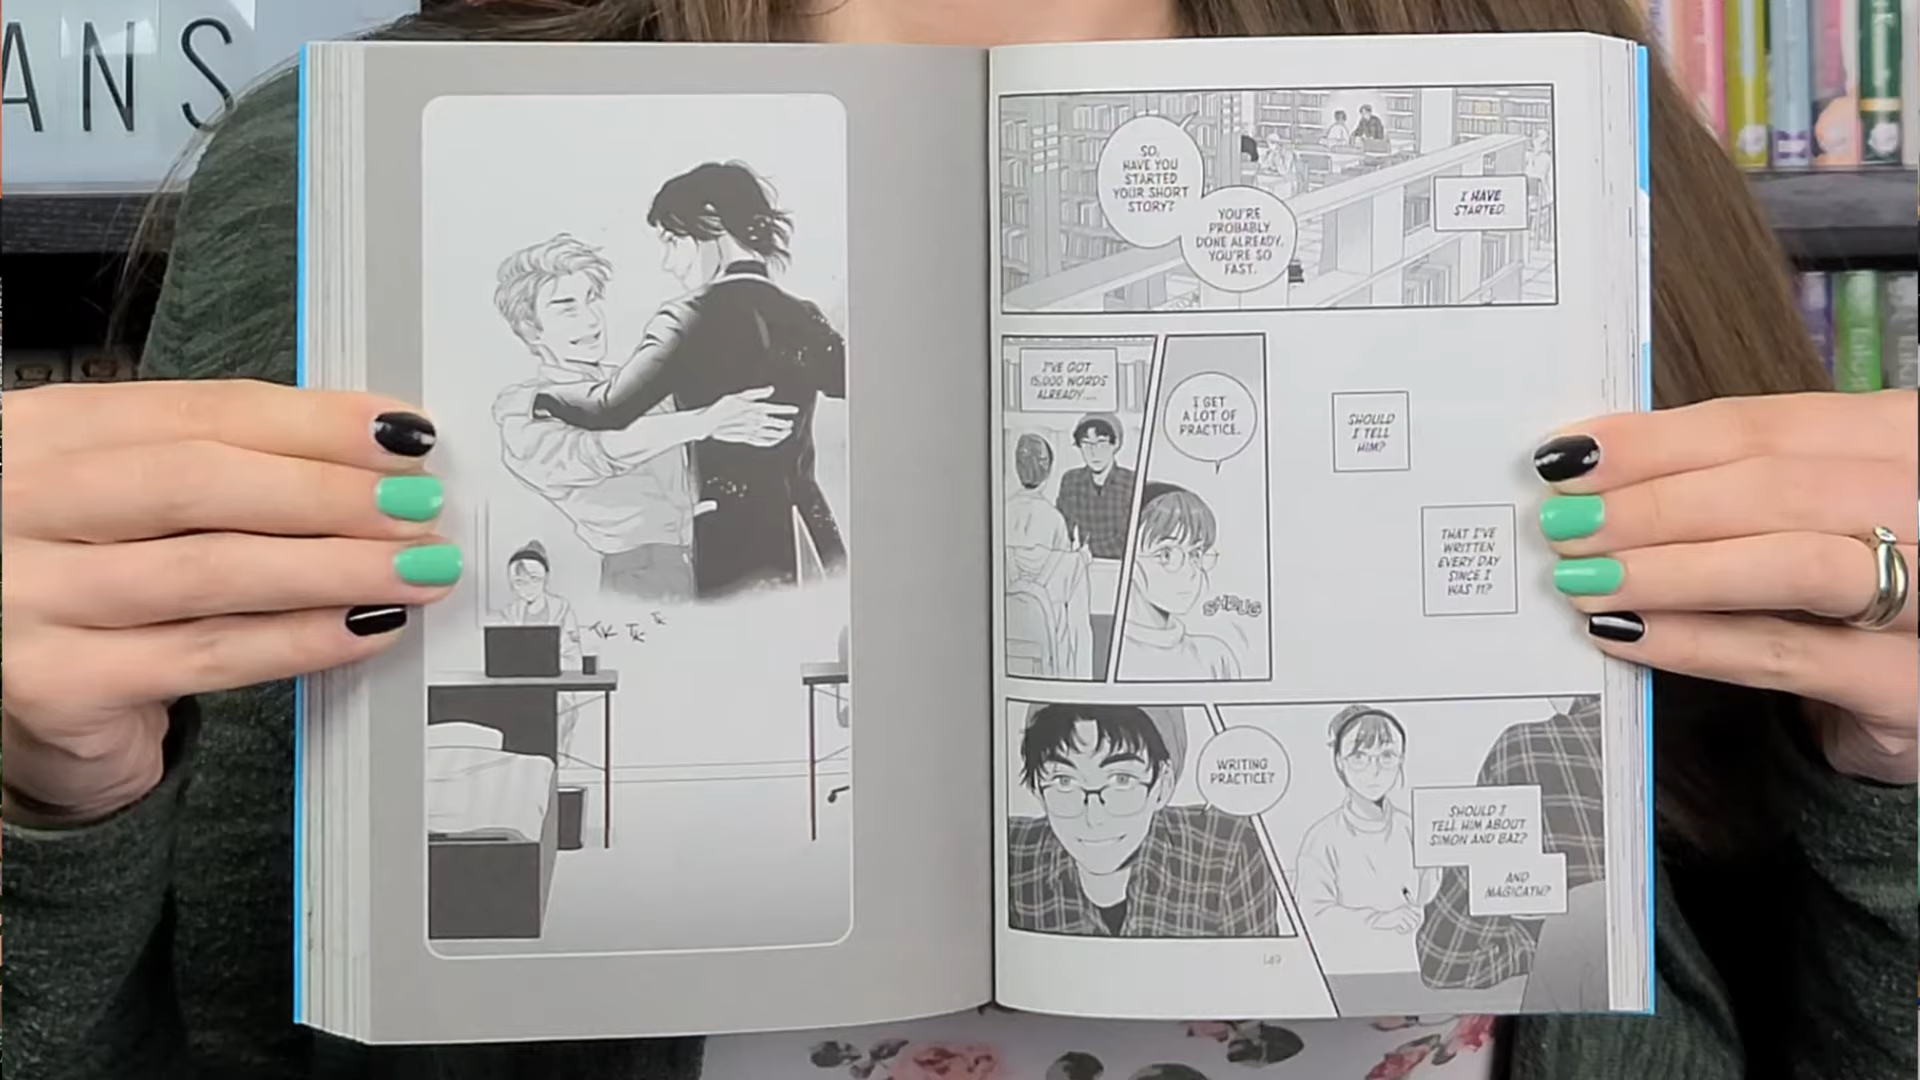 ANS
TK TK TK
SO,
HAVE YOU
STARTED
YOUR SHORT
STORY?
YOU'RE
PROBABLY
DONE ALREADY.
YOU'RE SO
FAST.
I HAVE
STARTED.
I'VE GOT
15,000 WORDS
ALREADY....
I GET
A LOT OF
PRACTICE.
SHRUG
SHOULD
I TELL
HIM?
THAT I'VE
WRITTEN
EVERY DAY
SINCE I
WAS 11?
WRITING
PRACTICE?
SHOULD I
TELL HIM ABOUT
SIMON AND BAZ?
AND
MAGICATH?
149